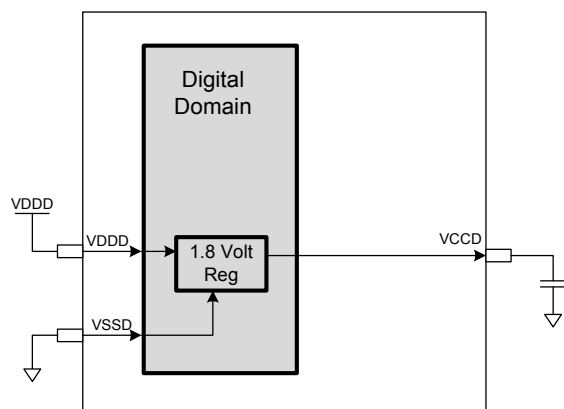 Digital
Domain
VDDD
VDDD
1.8 Volt
Reg
VCCD
VSSD